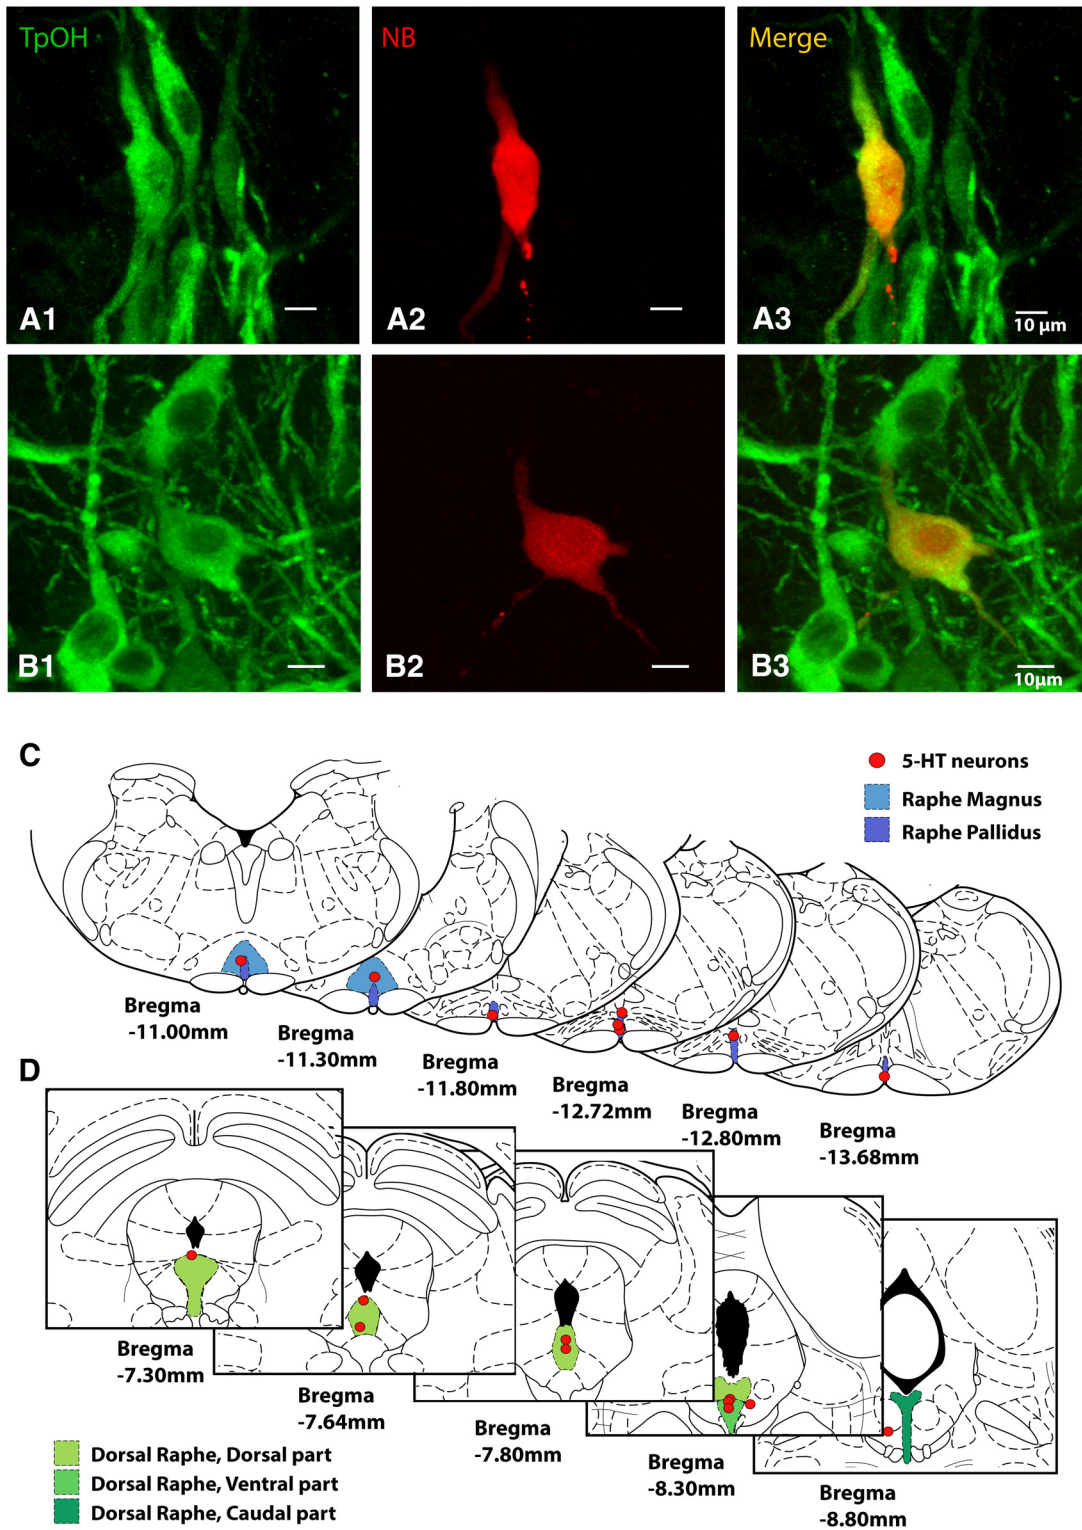 TpOH
NB
Merge
A1
A2
A3
10 µm
B1
B2
B3
10µm
C
5-HT neurons
Raphe Magnus
Raphe Pallidus
Bregma
-11.00mm
Bregma
-11.30mm
Bregma
-11.80mm
Bregma
-12.72mm
Bregma
-12.80mm
Bregma
-13.68mm
D
Bregma
-7.30mm
Bregma
-7.64mm
Bregma
-7.80mm
Bregma
-8.30mm
Bregma
-8.80mm
Dorsal Raphe, Dorsal part
Dorsal Raphe, Ventral part
Dorsal Raphe, Caudal part